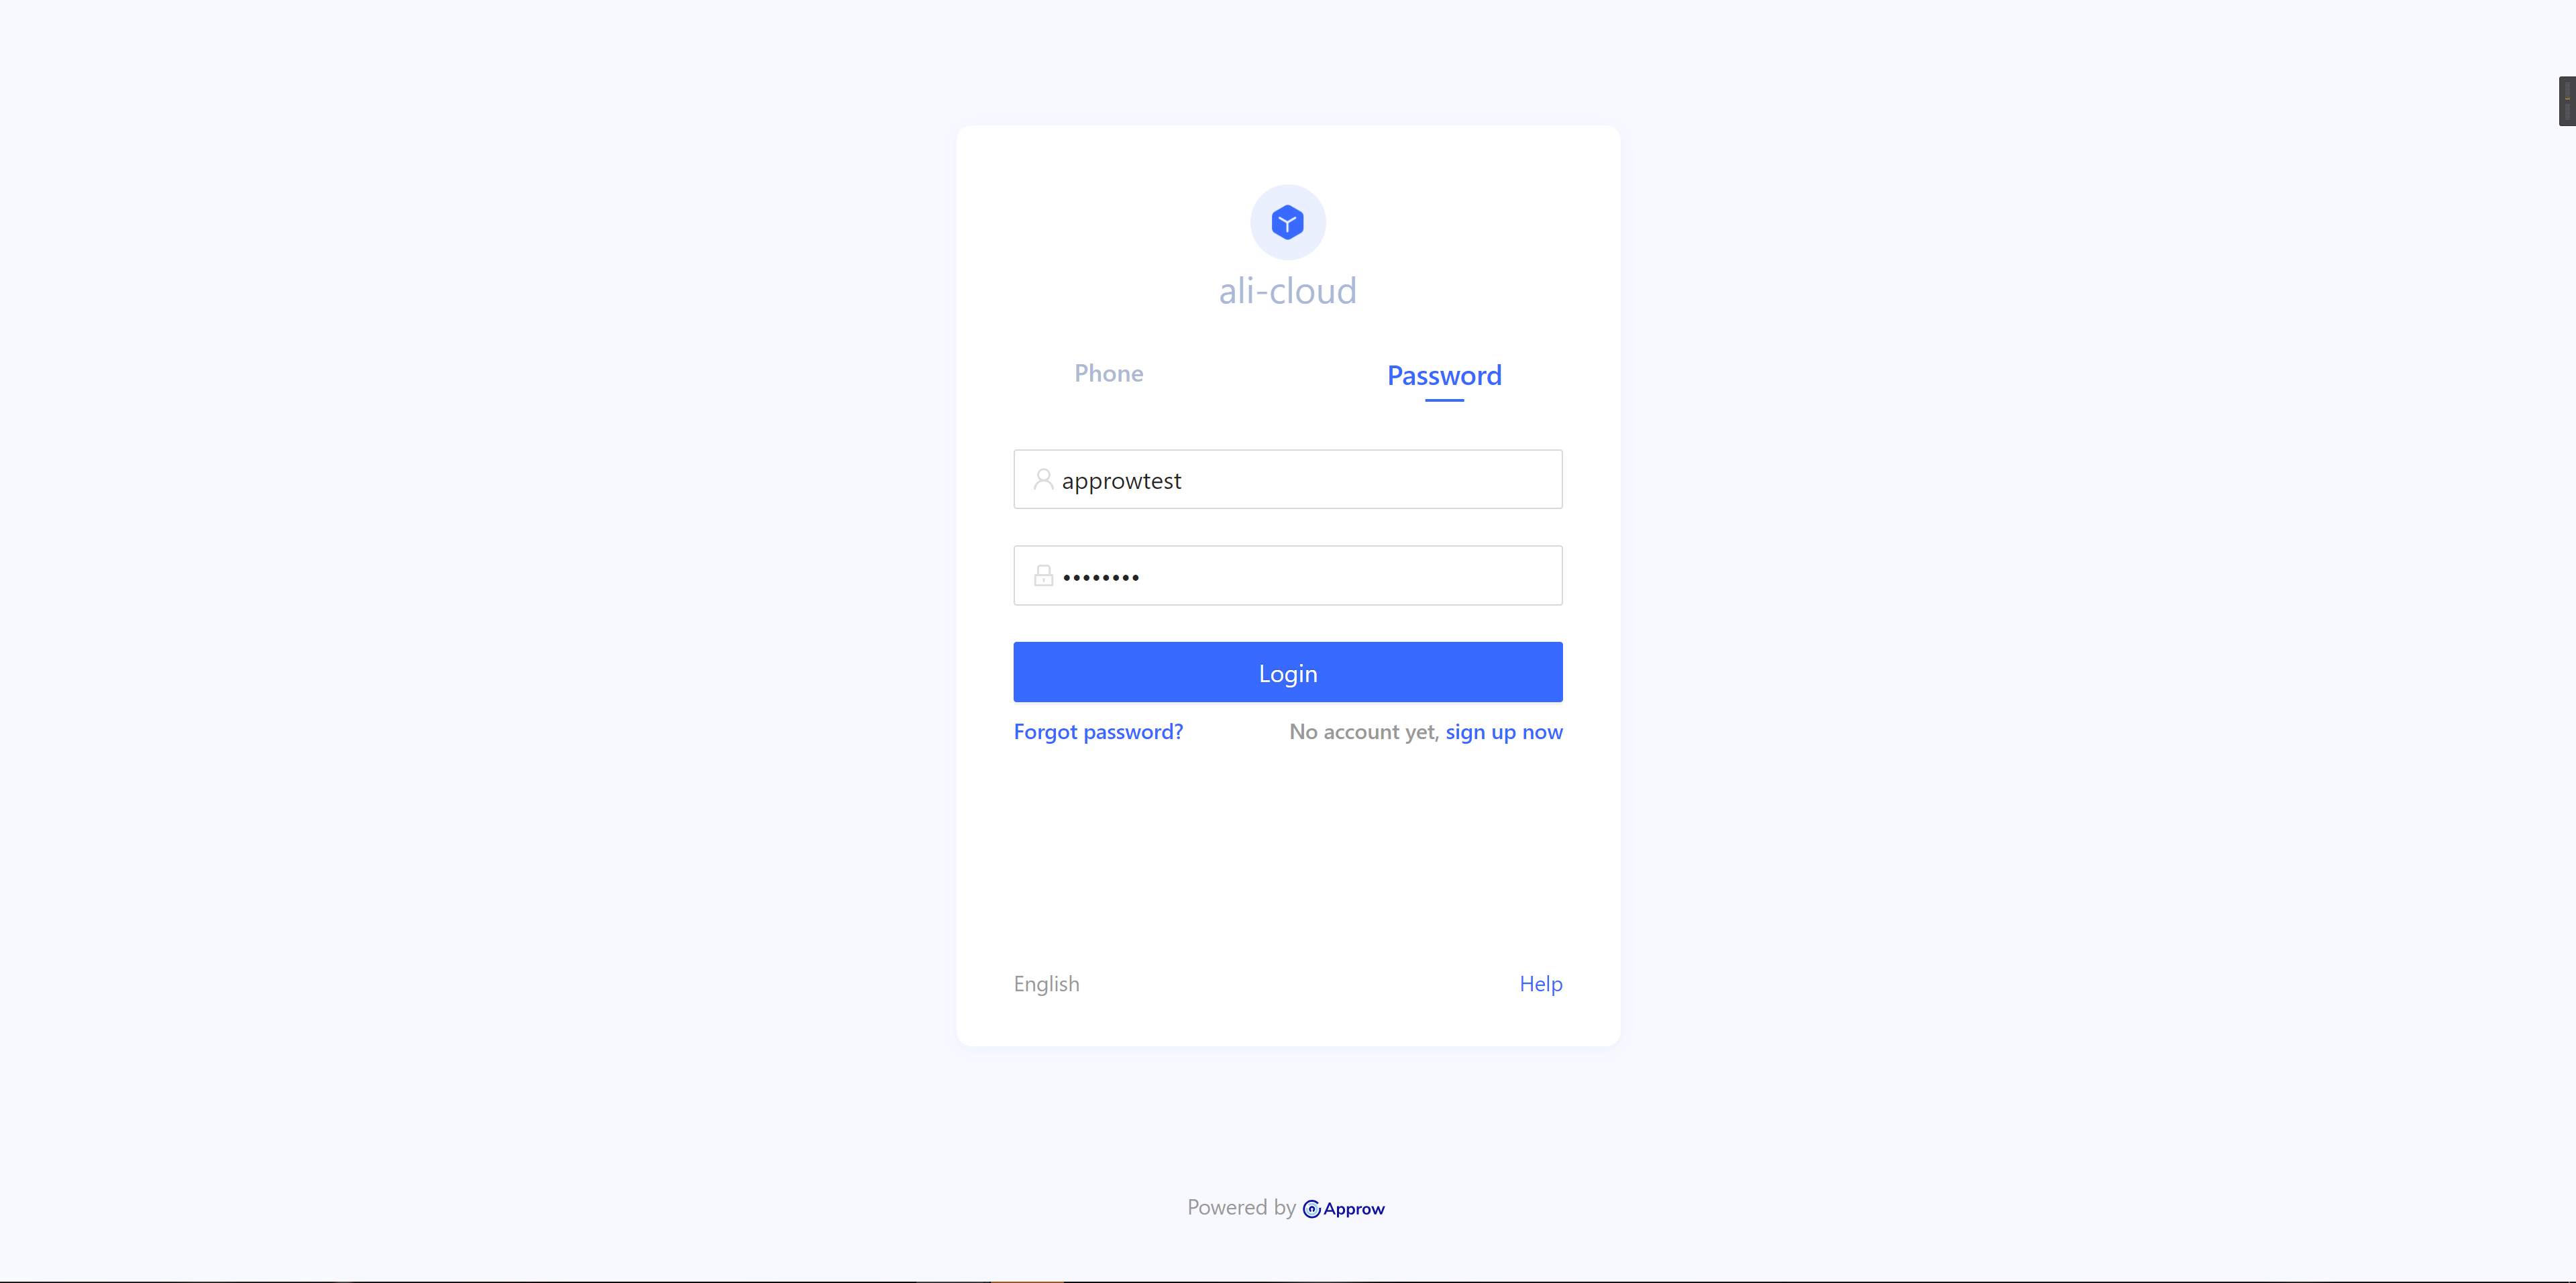 ali-cloud
Phone Password
approwtest
••••••••
Login
Forgot password? No account yet, sign up now
English Help
Powered by Approw